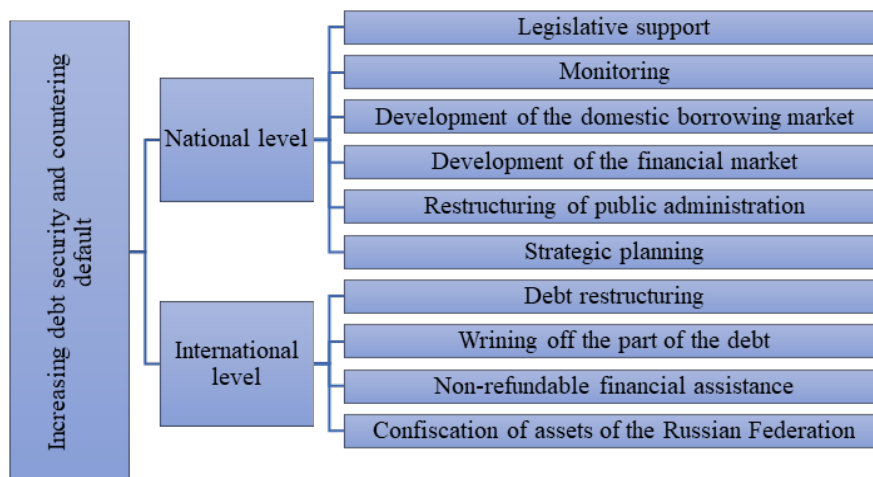 Increasing debt security and countering
default
National level
Legislative support
Monitoring
Development of the domestic borrowing market
Development of the financial market
Restructuring of public administration
Strategic planning
International
level
Debt restructuring
Wrining off the part of the debt
Non-refundable financial assistance
Confiscation of assets of the Russian Federation